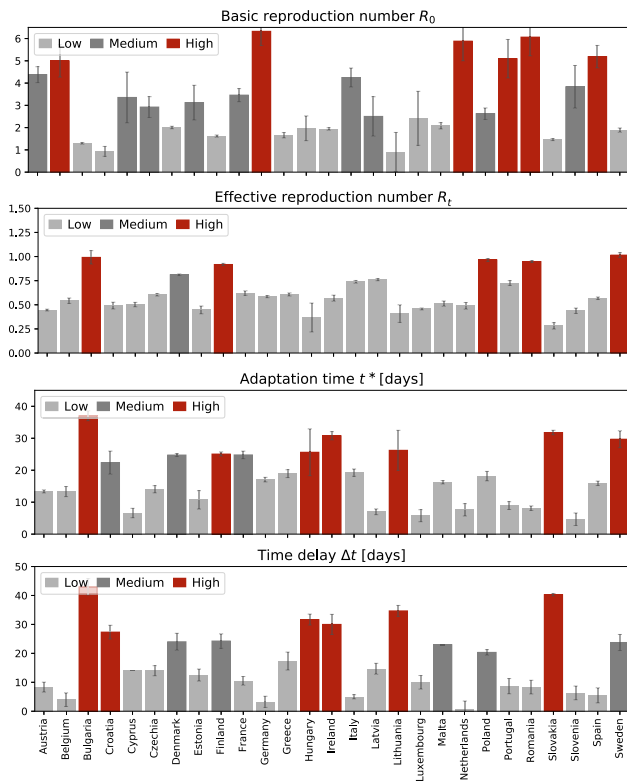 Basic reproduction number R0
Low Medium High
6
5
4
3
2
1
0
Effective reproduction number Rt
1,50
Low Medium High
1.25
1.00
0.75
0.50
0.25
0.00
Adaptation time t * [days]
Low Medium High
40
30
20
10
0
Time delay Δt [days]
50
Low Medium High
40
30
20
10
0
Austria
Belgium
Bulgaria
Croatia
Cyprus
Czechia
Denmark
Estonia
Finland
France
Germany
Greece
Hungary
Ireland
Italy
Latvia
Lithuania
Luxembourg
Malta
Netherlands
Poland
Portugal
Romania
Slovakia
Slovenia
Spain
Sweden